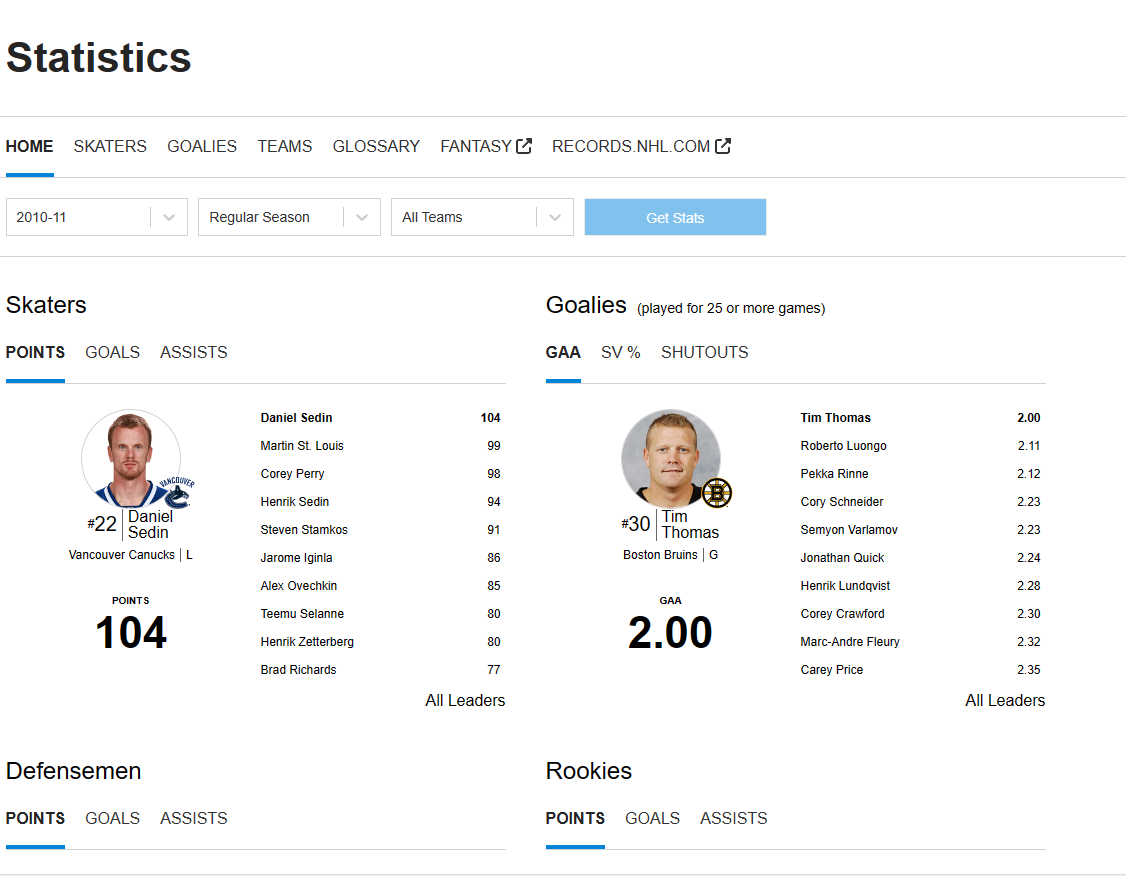 Statistics
HOME SKATERS GOALIES TEAMS GLOSSARY FANTASY RECORDS.NHL.COM
2010-11 Regular Season All Teams Get Stats
Skaters
POINTS GOALS ASSISTS
VANCOUVER
#22 Daniel
Sedin
Vancouver Canucks L
POINTS
104
Daniel Sedin 104
Martin St. Louis 99
Corey Perry 98
Henrik Sedin 94
Steven Stamkos 91
Jarome Iginla 86
Alex Ovechkin 85
Teemu Selanne 80
Henrik Zetterberg 80
Brad Richards 77
All Leaders
Goalies (played for 25 or more games)
GAA SV % SHUTOUTS
B
#30 Tim
Thomas
Boston Bruins G
GAA
2.00
Tim Thomas 2.00
Roberto Luongo 2.11
Pekka Rinne 2.12
Cory Schneider 2.23
Semyon Varlamov 2.23
Jonathan Quick 2.24
Henrik Lundqvist 2.28
Corey Crawford 2.30
Marc-Andre Fleury 2.32
Carey Price 2.35
All Leaders
Defensemen
POINTS GOALS ASSISTS
Rookies
POINTS GOALS ASSISTS